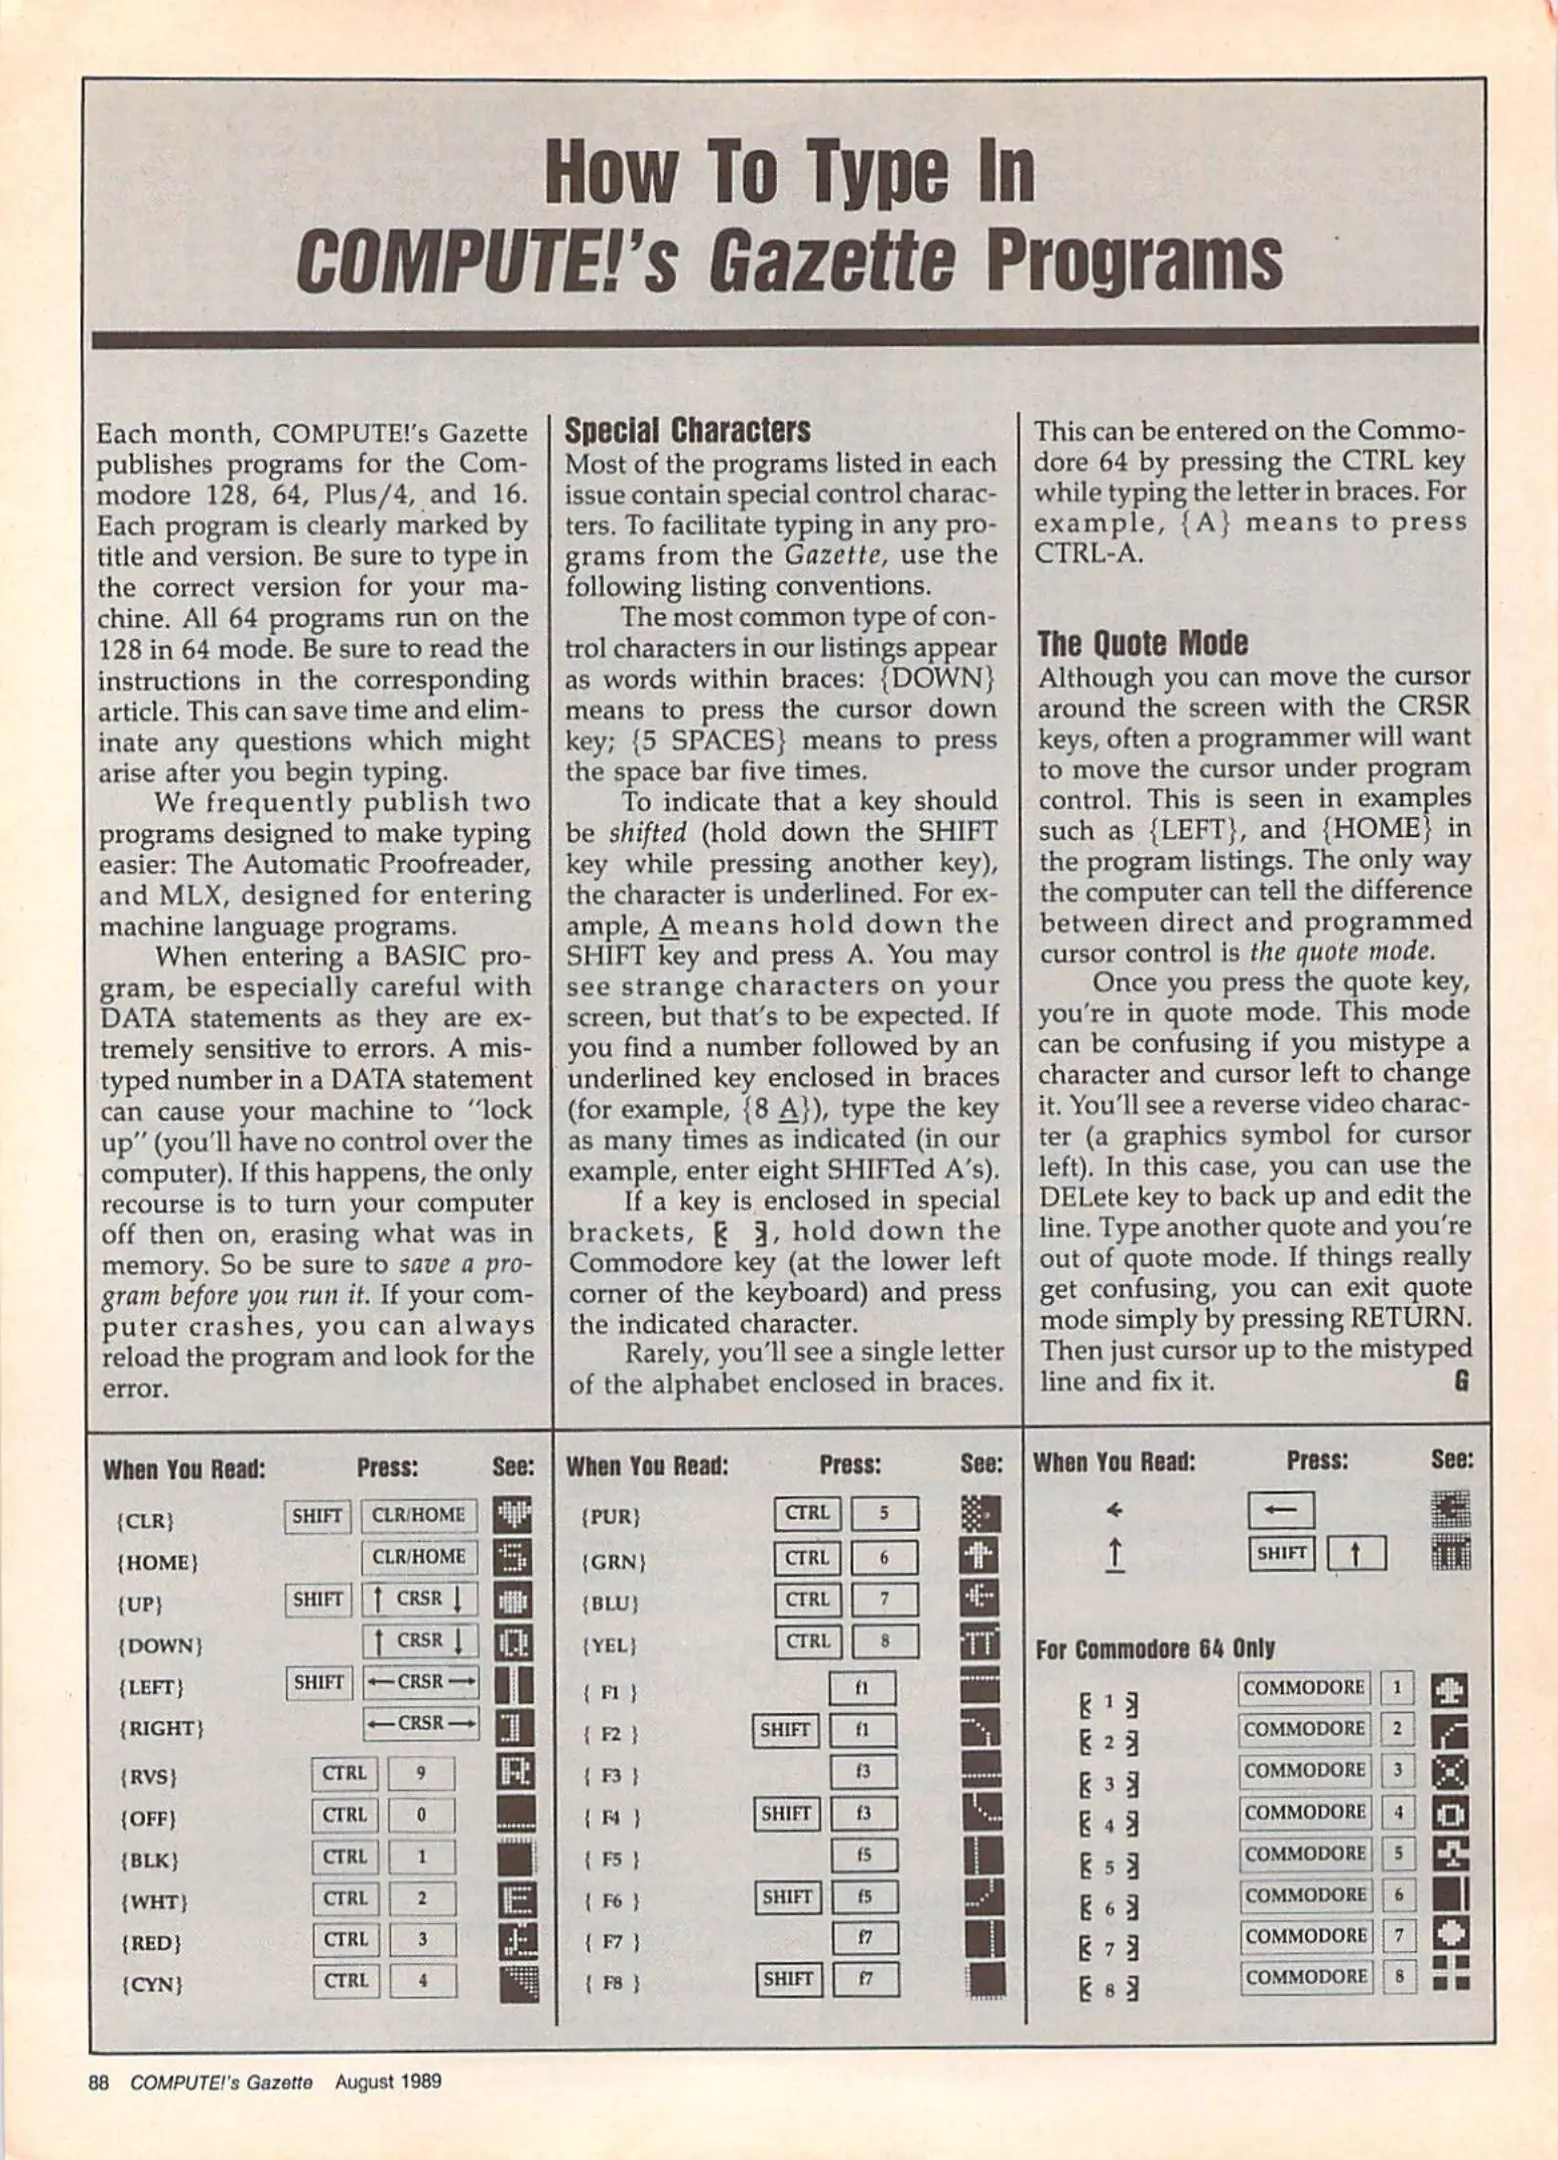 How To Type In
COMPUTE!'s Gazette Programs
Each month, COMPUTE!'s Gazette
publishes programs for the Com-
modore 128, 64, Plus/4, and 16.
Each program is clearly marked by
title and version. Be sure to type in
the correct version for your ma-
chine. All 64 programs run on the
128 in 64 mode. Be sure to read the
instructions in the corresponding
article. This can save time and elim-
inate any questions which might
arise after you begin typing.
We frequently publish two
programs designed to make typing
easier: The Automatic Proofreader,
and MLX, designed for entering
machine language programs.
When entering a BASIC pro-
gram, be especially careful with
DATA statements as they are ex-
tremely sensitive to errors. A mis-
typed number in a DATA statement
can cause your machine to "lock
up" (you'll have no control over the
computer). If this happens, the only
recourse is to turn your computer
off then on, erasing what was in
memory. So be sure to save a pro-
gram before you run it. If your com-
puter crashes, you can always
reload the program and look for the
error.
Special Characters
Most of the programs listed in each
issue contain special control charac-
ters. To facilitate typing in any pro-
grams from the Gazette, use the
following listing conventions.
The most common type of con-
trol characters in our listings appear
as words within braces: {DOWN}
means to press the cursor down
key; {5 SPACES} means to press
the space bar five times.
To indicate that a key should
be shifted (hold down the SHIFT
key while pressing another key),
the character is underlined. For ex-
ample, A means hold down the
SHIFT key and press A. You may
see strange characters on your
screen, but that's to be expected. If
you find a number followed by an
underlined key enclosed in braces
(for example, {8 A}), type the key
as many times as indicated (in our
example, enter eight SHIFTed A's).
If a key is enclosed in special
brackets, [ ], hold down the
Commodore key (at the lower left
corner of the keyboard) and press
the indicated character.
Rarely, you'll see a single letter
of the alphabet enclosed in braces.
This can be entered on the Commo-
dore 64 by pressing the CTRL key
while typing the letter in braces. For
example, {A} means to press
CTRL-A.
The Quote Mode
Although you can move the cursor
around the screen with the CRSR
keys, often a programmer will want
to move the cursor under program
control. This is seen in examples
such as {LEFT}, and {HOME} in
the program listings. The only way
the computer can tell the difference
between direct and programmed
cursor control is the quote mode.
Once you press the quote key,
you're in quote mode. This mode
can be confusing if you mistype a
character and cursor left to change
it. You'll see a reverse video charac-
ter (a graphics symbol for cursor
left). In this case, you can use the
DELete key to back up and edit the
line. Type another quote and you're
out of quote mode. If things really
get confusing, you can exit quote
mode simply by pressing RETURN.
Then just cursor up to the mistyped
line and fix it. G
When You Read: Press: See:
{CLR} SHIFT CLR/HOME
{HOME} CLR/HOME
{UP} SHIFT ↑ CRSR ↓
{DOWN} ↑ CRSR ↓
{LEFT} SHIFT ←CRSR→
{RIGHT} ←CRSR→
{RVS} CTRL 9
{OFF} CTRL 0
{BLK} CTRL 1
{WHT} CTRL 2
{RED} CTRL 3
{CYN} CTRL 4
When You Read: Press: See:
{PUR} CTRL 5
{GRN} CTRL 6
{BLU} CTRL 7
{YEL} CTRL 8
{ F1 } f1
{ F2 } SHIFT f1
{ F3 } f3
{ F4 } SHIFT f3
{ F5 } f5
{ F6 } SHIFT f5
{ F7 } f7
{ F8 } SHIFT f7
When You Read: Press: See:
← ←
↑ SHIFT ↑
For Commodore 64 Only
[ 1 ] COMMODORE 1
[ 2 ] COMMODORE 2
[ 3 ] COMMODORE 3
[ 4 ] COMMODORE 4
[ 5 ] COMMODORE 5
[ 6 ] COMMODORE 6
[ 7 ] COMMODORE 7
[ 8 ] COMMODORE 8
88 COMPUTE!'s Gazette August 1989